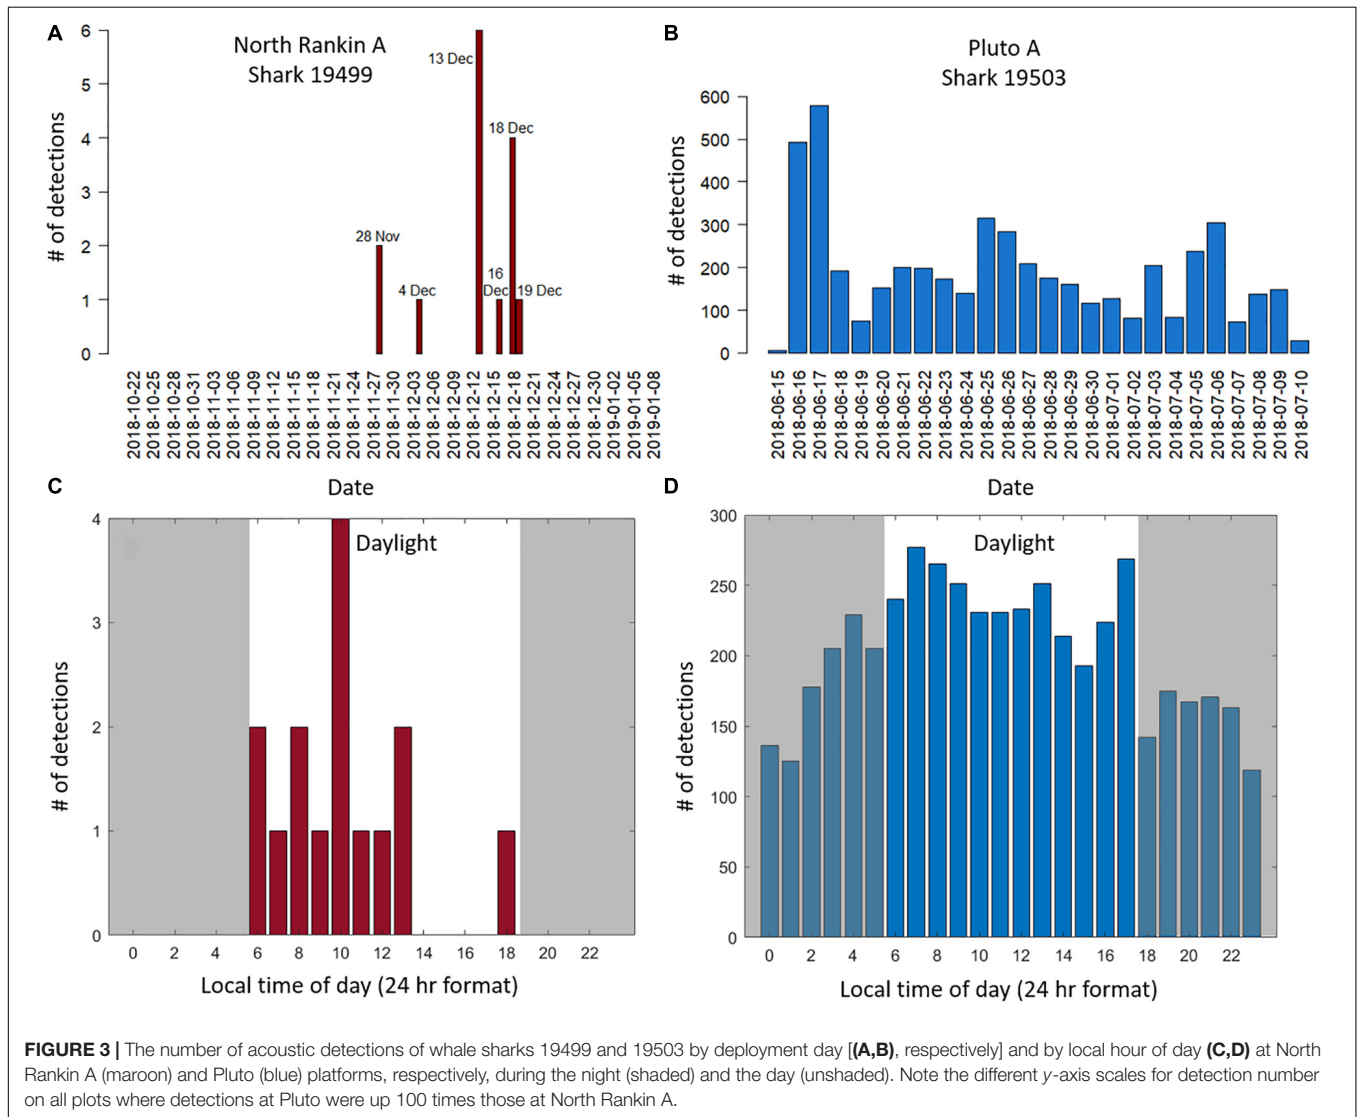 A
North Rankin A
Shark 19499
# of detections
6
5
4
3
2
1
0
28 Nov
4 Dec
13 Dec
16
Dec
18 Dec
19 Dec
2018-10-22
2018-10-25
2018-10-28
2018-10-31
2018-11-03
2018-11-06
2018-11-09
2018-11-12
2018-11-15
2018-11-18
2018-11-21
2018-11-24
2018-11-27
2018-11-30
2018-12-03
2018-12-06
2018-12-09
2018-12-12
2018-12-15
2018-12-18
2018-12-21
2018-12-24
2018-12-27
2018-12-30
2019-01-02
2019-01-05
2019-01-08
Date
B
Pluto A
Shark 19503
# of detections
600
500
400
300
200
100
0
2018-06-15
2018-06-16
2018-06-17
2018-06-18
2018-06-19
2018-06-20
2018-06-21
2018-06-22
2018-06-23
2018-06-24
2018-06-25
2018-06-26
2018-06-27
2018-06-28
2018-06-29
2018-06-30
2018-07-01
2018-07-02
2018-07-03
2018-07-04
2018-07-05
2018-07-06
2018-07-07
2018-07-08
2018-07-09
2018-07-10
Date
C
Daylight
# of detections
4
3
2
1
0
0 2 4 6 8 10 12 14 16 18 20 22
Local time of day (24 hr format)
D
Daylight
# of detections
300
250
200
150
100
50
0
0 2 4 6 8 10 12 14 16 18 20 22
Local time of day (24 hr format)
FIGURE 3 | The number of acoustic detections of whale sharks 19499 and 19503 by deployment day [(A,B), respectively] and by local hour of day (C,D) at North
Rankin A (maroon) and Pluto (blue) platforms, respectively, during the night (shaded) and the day (unshaded). Note the different y-axis scales for detection number
on all plots where detections at Pluto were up 100 times those at North Rankin A.